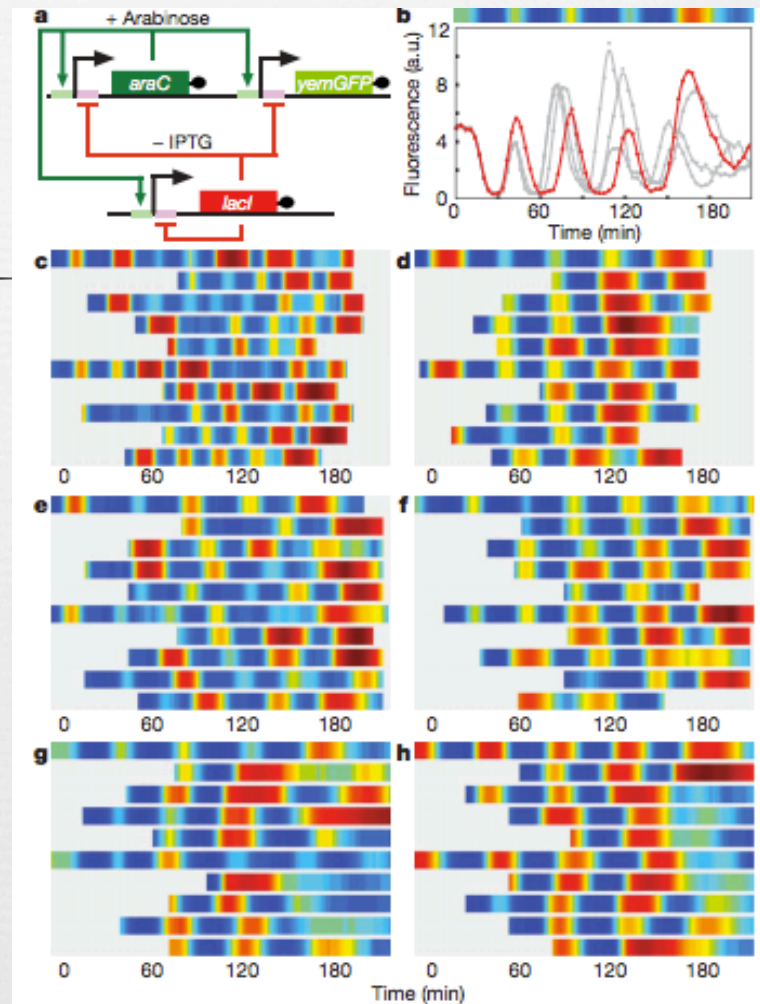 a
+ Arabinose
araC
yemGFP
– IPTG
lacI
b
Fluorescence (a.u.)
12
8
4
0
0 60 120 180
Time (min)
c
0 60 120 180
d
0 60 120 180
e
0 60 120 180
f
0 60 120 180
g
0 60 120 180
h
0 60 120 180
Time (min)